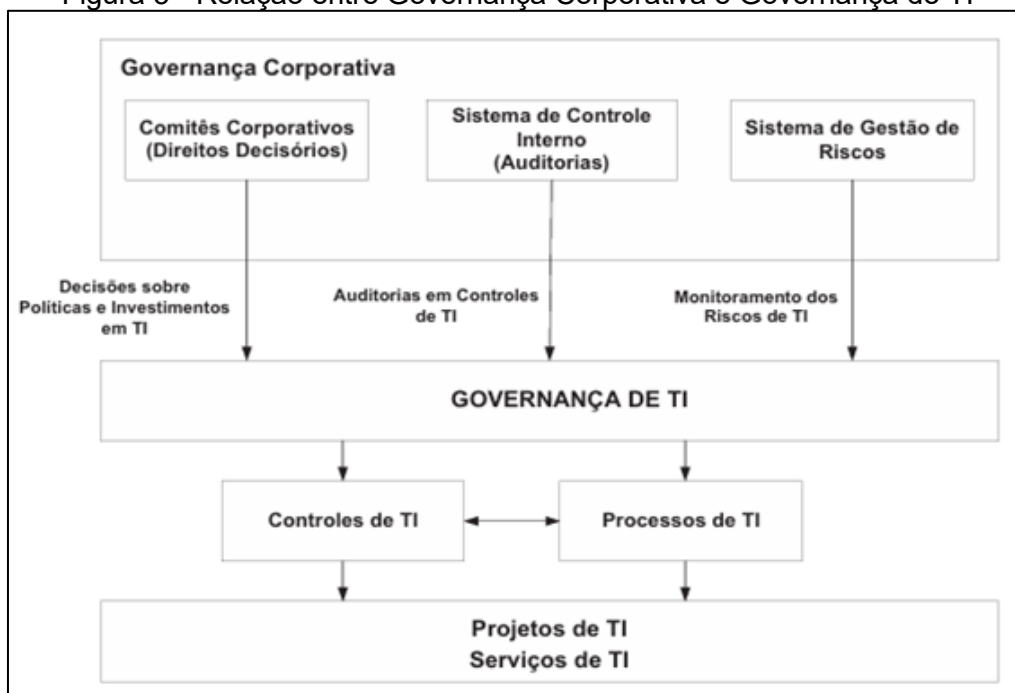 Figura 3 - Relação entre Governança Corporativa e Governança de TI
Governança Corporativa
Comitês Corporativos
(Direitos Decisórios)
Sistema de Controle
Interno
(Auditorias)
Sistema de Gestão de
Riscos
Decisões sobre
Políticas e Investimentos
em TI
Auditorias em Controles
de TI
Monitoramento dos
Riscos de TI
GOVERNANÇA DE TI
Controles de TI
Processos de TI
Projetos de TI
Serviços de TI